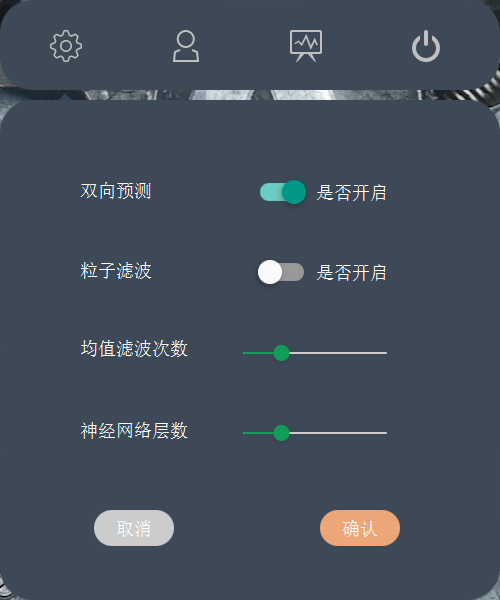 双向预测 是否开启
粒子滤波 是否开启
均值滤波次数
神经网络层数
取消 确认